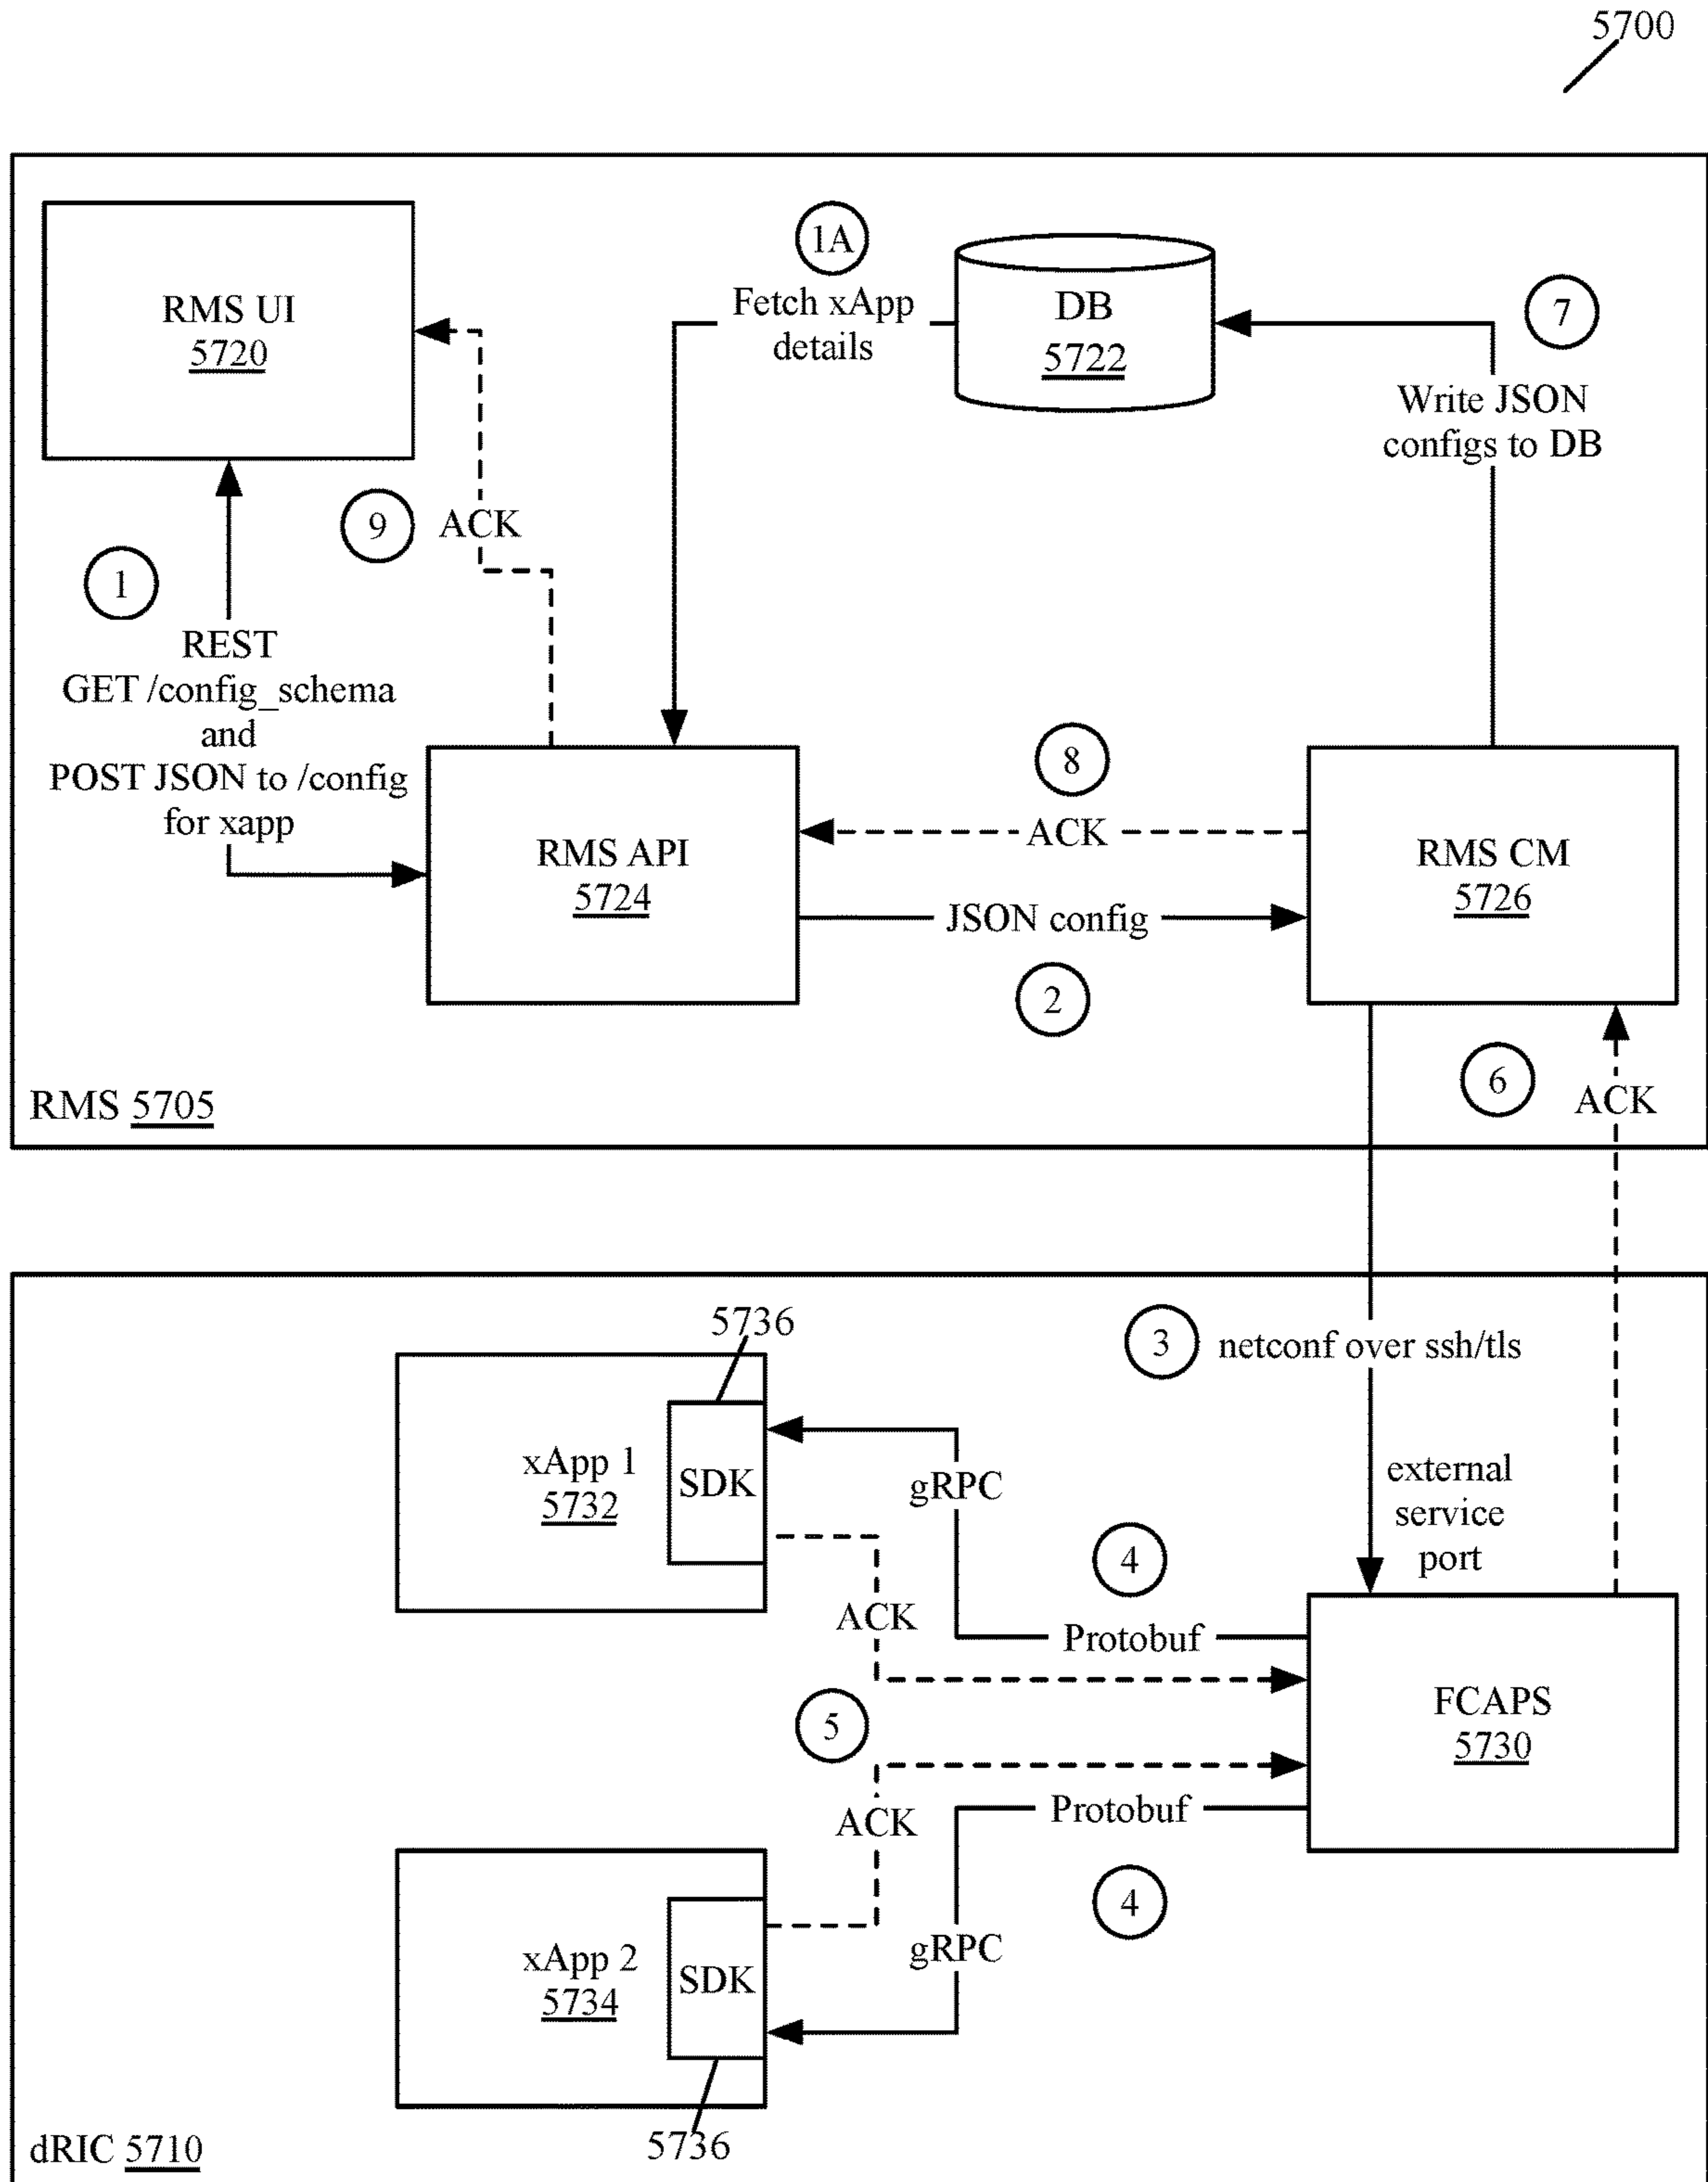 5700
RMS UI
5720
1A
Fetch xApp
details
DB
5722
7
Write JSON
configs to DB
9
ACK
1
REST
GET /config_schema
and
POST JSON to /config
for xapp
RMS API
5724
8
ACK
JSON config
2
RMS CM
5726
6
ACK
RMS 5705
3
netconf over ssh/tls
5736
xApp 1
5732
SDK
gRPC
external
service
port
4
ACK
Protobuf
5
FCAPS
5730
ACK
Protobuf
4
xApp 2
5734
SDK
gRPC
5736
dRIC 5710